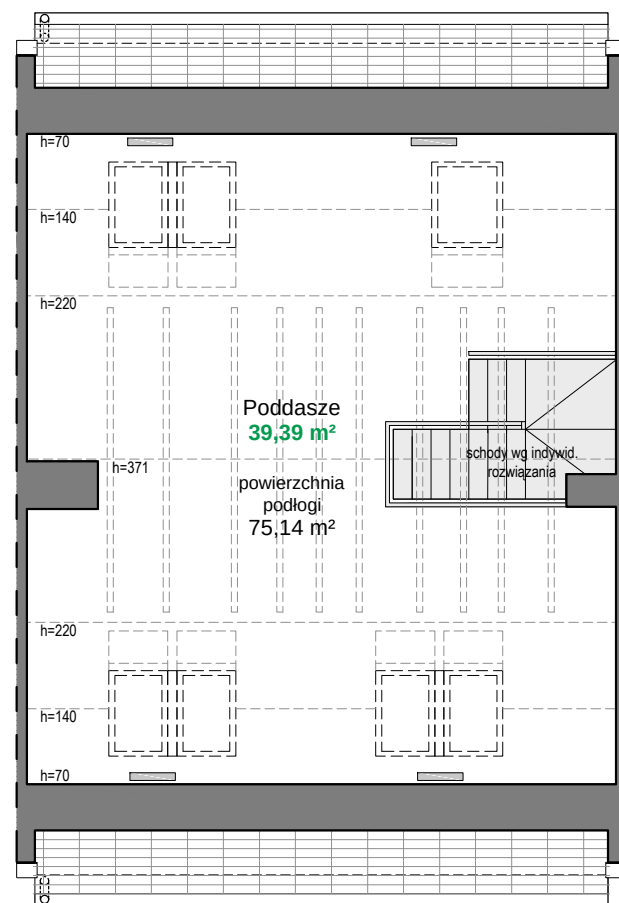 h=70
h=140
h=220
Poddasze
39,39 m²
schody wg indywid.
rozwiązania
h=371
powierzchnia
podłogi
75,14 m²
h=220
h=140
h=70